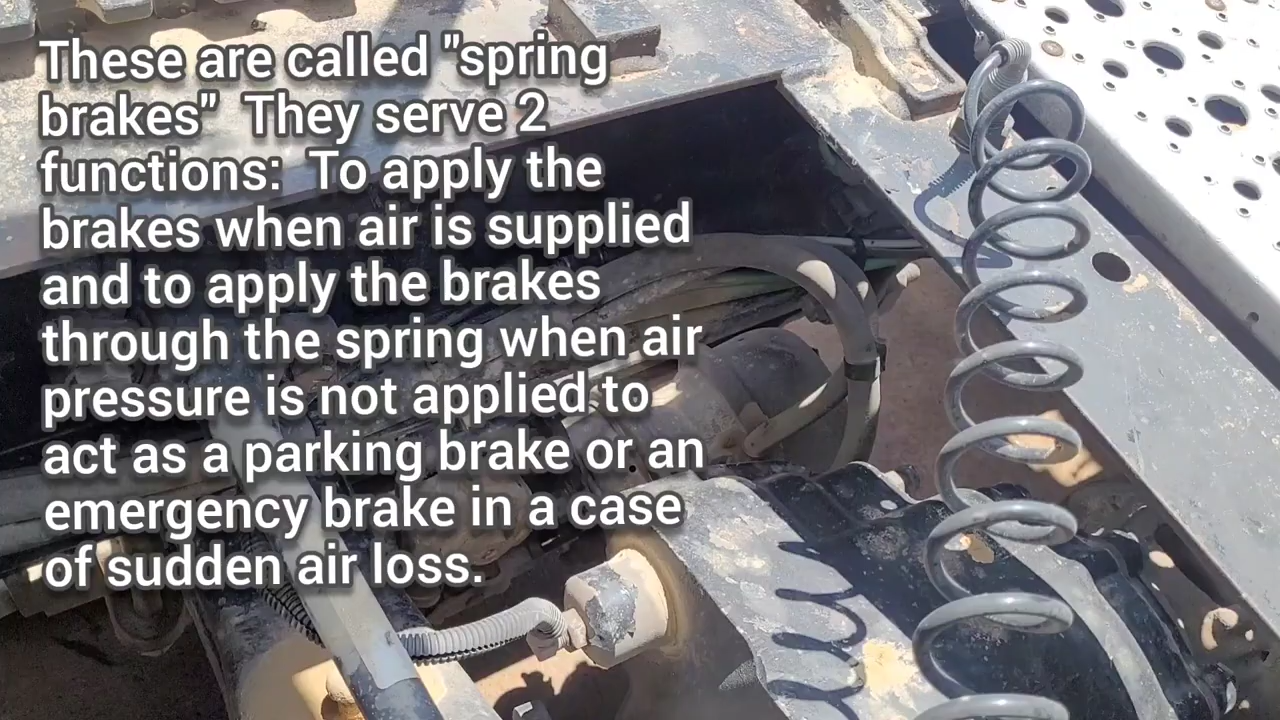 These are called "spring
brakes"  They serve 2
functions:  To apply the
brakes when air is supplied
and to apply the brakes
through the spring when air
pressure is not applied to
act as a parking brake or an
emergency brake in a case
of sudden air loss.